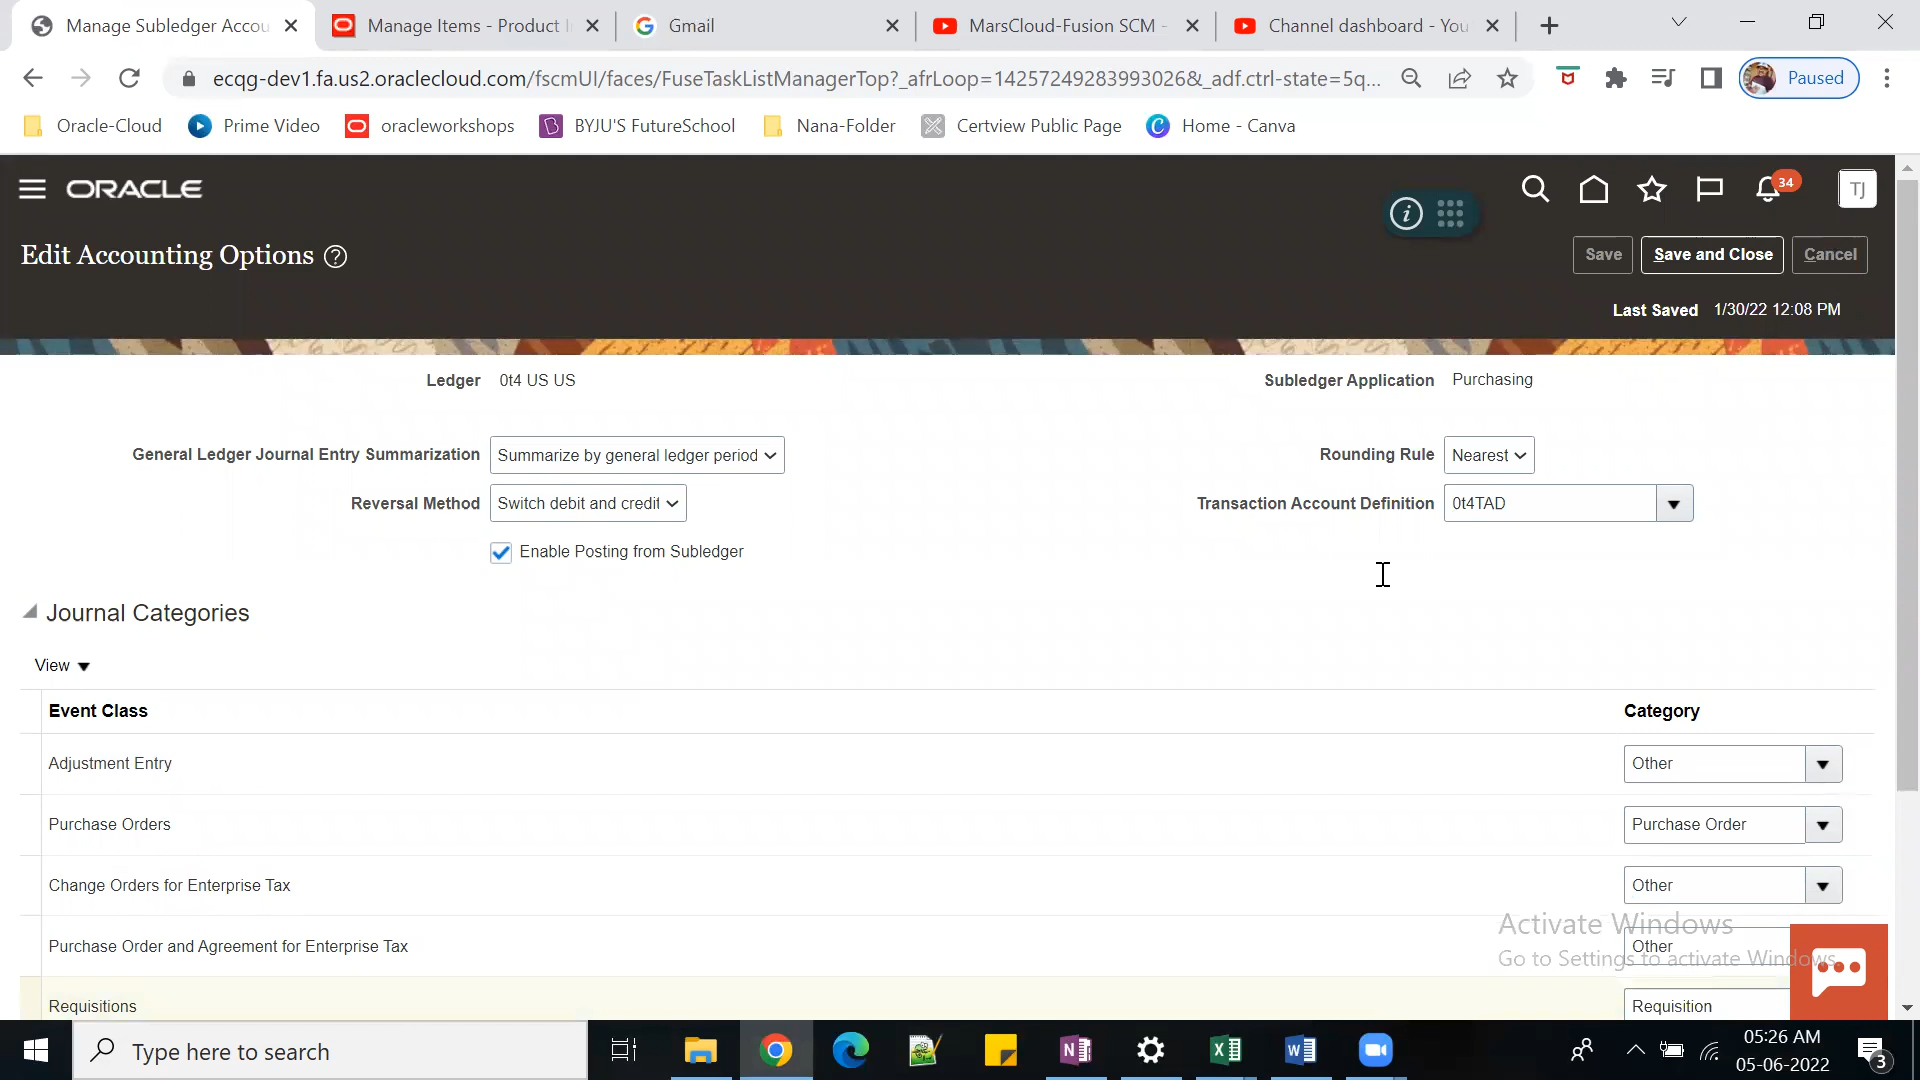 Manage Subledger Accou
Manage Items - Product I
Gmail
MarsCloud-Fusion SCM -
Channel dashboard - You
ecqg-dev1.fa.us2.oraclecloud.com/fscmUI/faces/FuseTaskListManagerTop?_afrLoop=14257249283993026&_adf.ctrl-state=5q...
Paused
Oracle-Cloud
Prime Video
oracleworkshops
BYJU'S FutureSchool
Nana-Folder
Certview Public Page
Home - Canva
ORACLE
34
TJ
Edit Accounting Options
Save
Save and Close
Cancel
Last Saved 1/30/22 12:08 PM
Ledger 0t4 US US
Subledger Application Purchasing
General Ledger Journal Entry Summarization Summarize by general ledger period
Rounding Rule Nearest
Reversal Method Switch debit and credit
Transaction Account Definition 0t4TAD
Enable Posting from Subledger
Journal Categories
View
Event Class Category
Adjustment Entry Other
Purchase Orders Purchase Order
Change Orders for Enterprise Tax Other
Purchase Order and Agreement for Enterprise Tax Other
Requisitions Requisition
Activate Windows
Go to Settings to activate Windows.
Type here to search
05:26 AM
05-06-2022
3